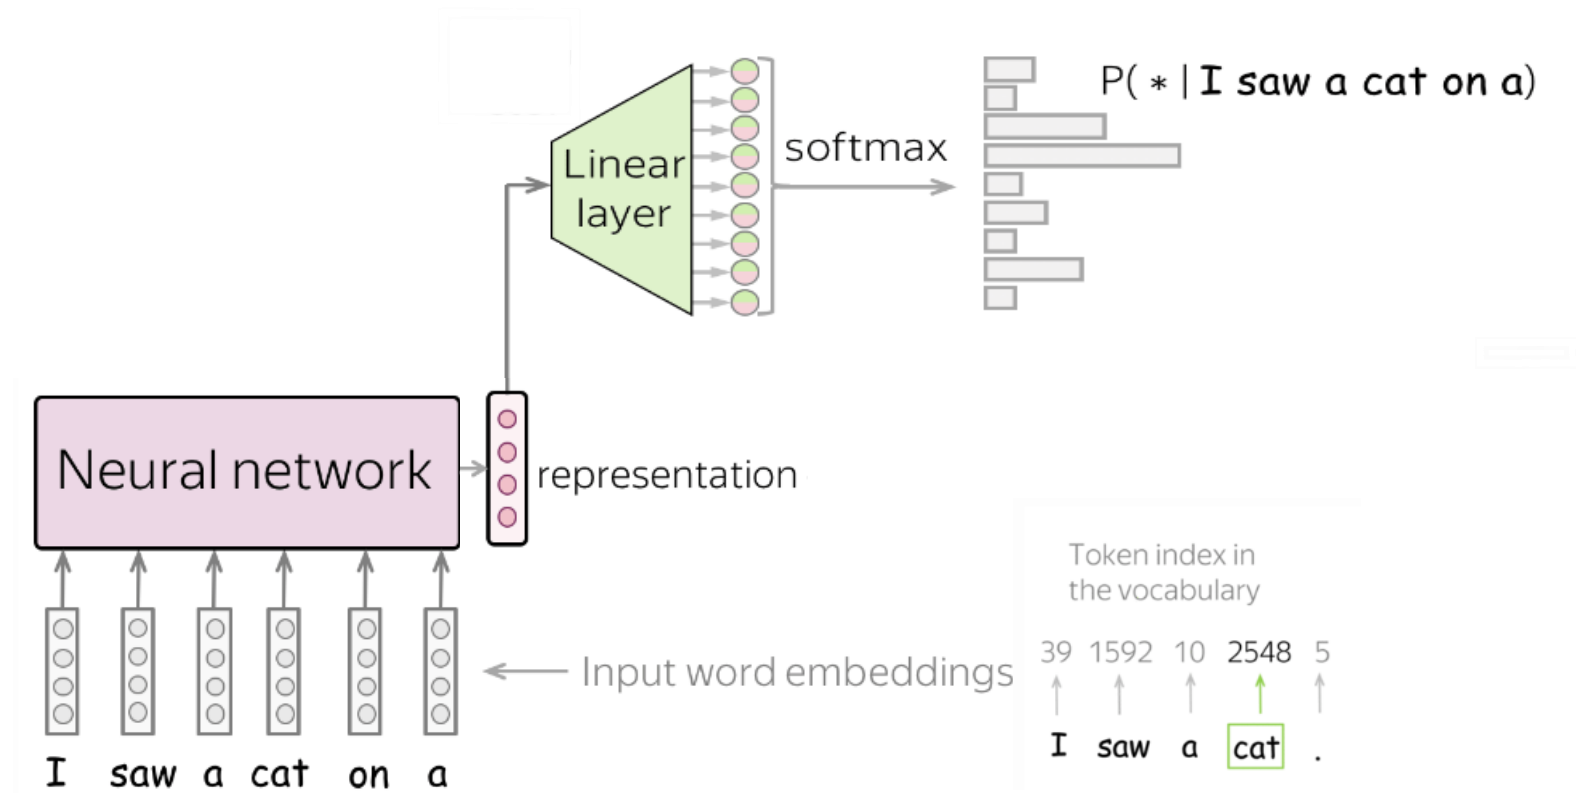 P( * | I saw a cat on a)
softmax
Linear
layer
Neural network
representation
Input word embeddings
I saw a cat on a
Token index in
the vocabulary
39 1592 10 2548 5
I saw a cat .